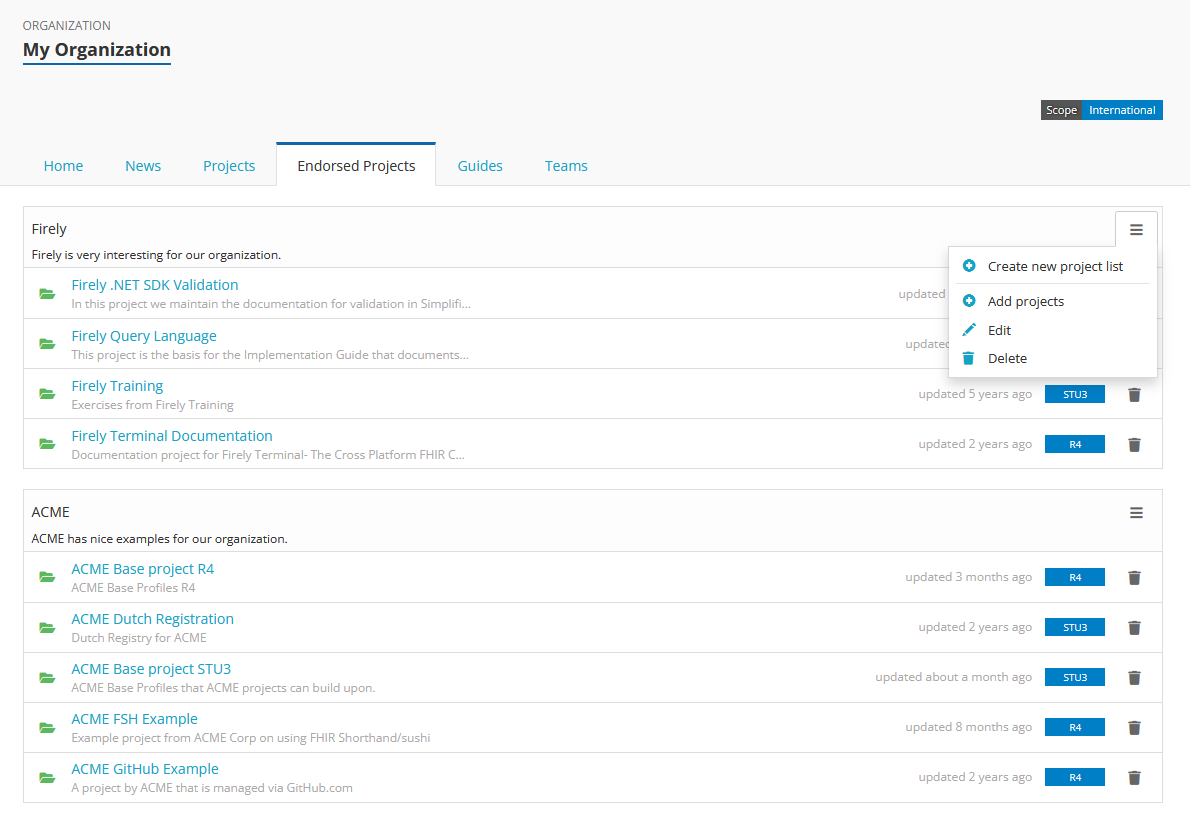 ORGANIZATION
My Organization
Scope International
Home News Projects Endorsed Projects Guides Teams
Firely
Firely is very interesting for our organization.
Create new project list
Add projects
Edit
Delete
Firely .NET SDK Validation
In this project we maintain the documentation for validation in Simplifi...
updated
Firely Query Language
This project is the basis for the Implementation Guide that documents...
updated
Firely Training
Exercises from Firely Training
updated 5 years ago STU3
Firely Terminal Documentation
Documentation project for Firely Terminal- The Cross Platform FHIR C...
updated 2 years ago R4
ACME
ACME has nice examples for our organization.
ACME Base project R4
ACME Base Profiles R4
updated 3 months ago R4
ACME Dutch Registration
Dutch Registry for ACME
updated 2 years ago STU3
ACME Base project STU3
ACME Base Profiles that ACME projects can build upon.
updated about a month ago STU3
ACME FSH Example
Example project from ACME Corp on using FHIR Shorthand/sushi
updated 8 months ago R4
ACME GitHub Example
A project by ACME that is managed via GitHub.com
updated 2 years ago R4